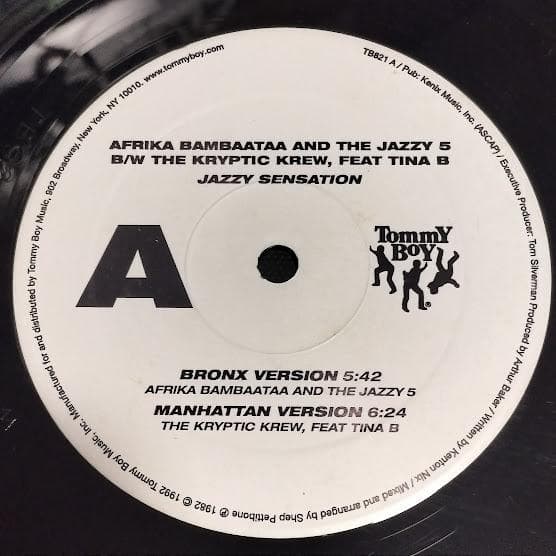 AFRIKA BAMBAATAA AND THE JAZZY 5
B/W THE KRYPTIC KREW, FEAT TINA B
JAZZY SENSATION
A
TOMMY
BOY
®
BRONX VERSION 5:42
AFRIKA BAMBAATAA AND THE JAZZY 5
MANHATTAN VERSION 6:24
THE KRYPTIC KREW, FEAT TINA B
TB821 A / Pub: Kenix Music, Inc. (ASCAP) / Executive Producer: Tom Silverman Produced by Arthur Baker / Written by Kenton Nix / Mixed and arranged by Shep Pettibone ℗ 1982 © 1992 Tommy Boy Music, Inc. Manufactured for and distributed by Tommy Boy Music, 902 Broadway, New York, NY 10010. www.tommyboy.com